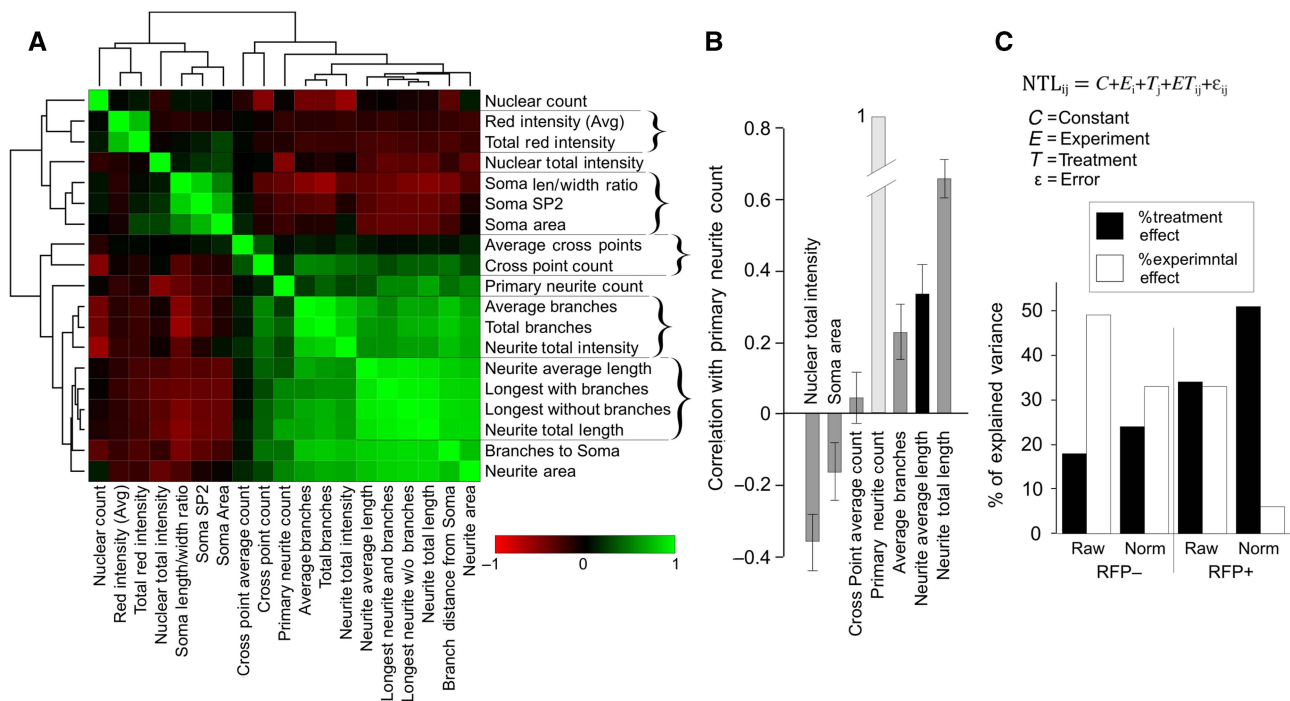 A
Nuclear count
Red intensity (Avg)
Total red intensity
Nuclear total intensity
Soma len/width ratio
Soma SP2
Soma area
Average cross points
Cross point count
Primary neurite count
Average branches
Total branches
Neurite total intensity
Neurite average length
Longest with branches
Longest without branches
Neurite total length
Branches to Soma
Neurite area
Nuclear count
Red intensity (Avg)
Total red intensity
Nuclear total intensity
Soma length/width ratio
Soma SP2
Soma Area
Cross point average count
Cross point count
Primary neurite count
Average branches
Total branches
Neurite total intensity
Neurite average length
Longest neurite and branches
Longest neurite w/o branches
Neurite total length
Branch distance from Soma
Neurite area
−1 0 1
B
Correlation with primary neurite count
0.8
0.6
0.4
0.2
0
−0.2
−0.4
1
Nuclear total intensity
Soma area
Cross Point average count
Primary neurite count
Average branches
Neurite average length
Neurite total length
C
NTLij = C+Ei+Tj+ETij+εij
C =Constant
E =Experiment
T =Treatment
ε =Error
%treatment
effect
%experimntal
effect
% of explained variance
50
40
30
20
10
0
Raw Norm Raw Norm
RFP− RFP+